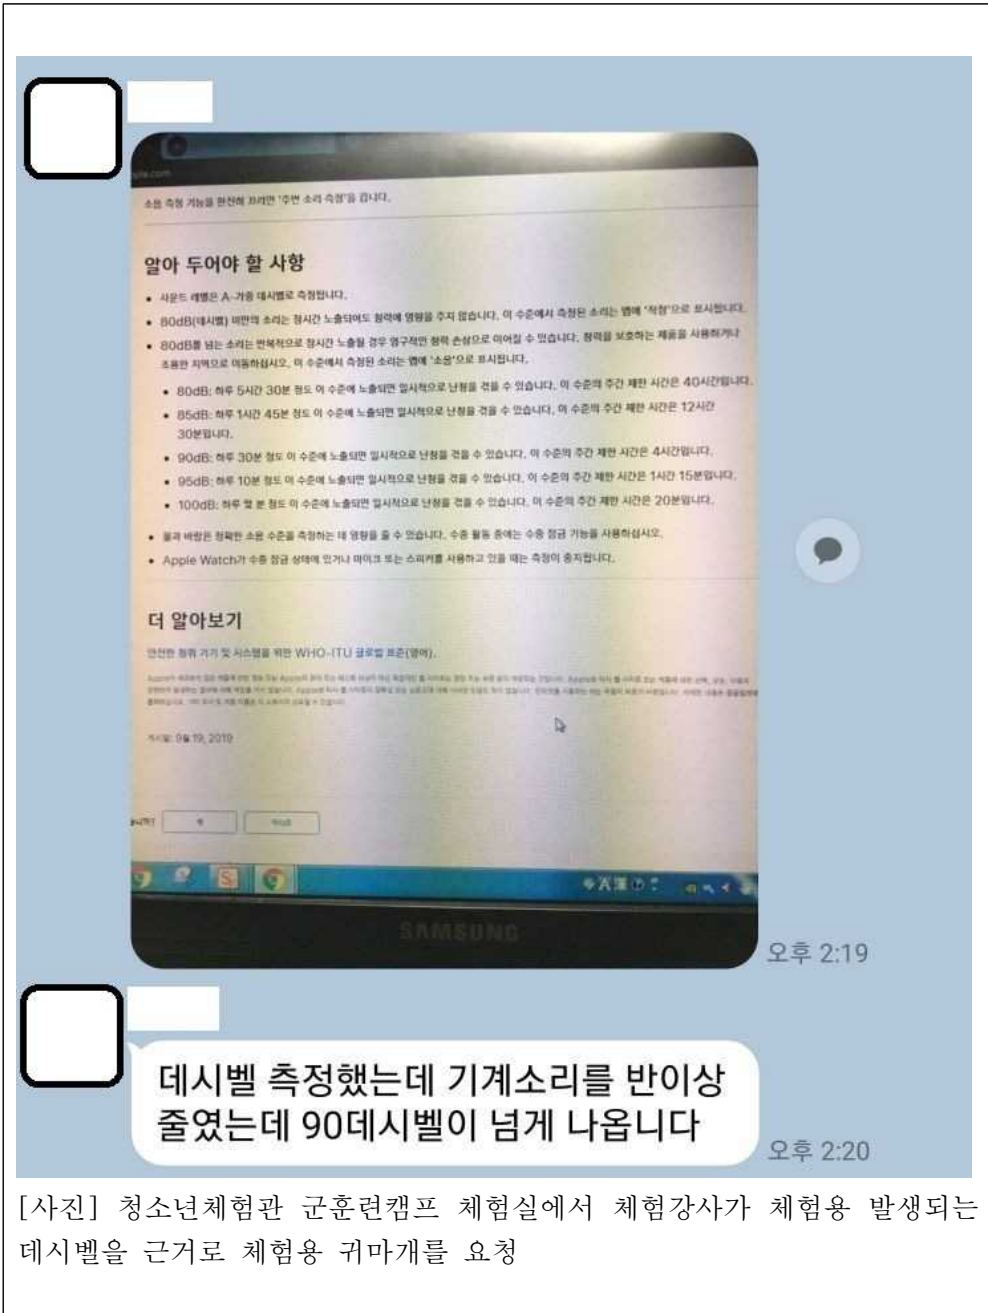 소음 측정 기능을 완전히 끄려면 '주변 소리 측정'을 끕니다.
알아 두어야 할 사항
• 사운드 레벨은 A-가중 데시벨로 측정됩니다.
• 80dB(데시벨) 미만의 소리는 장시간 노출되어도 청력에 영향을 주지 않습니다. 이 수준에서 측정된 소리는 앱에 '적정'으로 표시됩니다.
• 80dB를 넘는 소리는 반복적으로 장시간 노출될 경우 영구적인 청력 손상으로 이어질 수 있습니다. 청력을 보호하는 제품을 사용하거나
조용한 지역으로 이동하십시오. 이 수준에서 측정된 소리는 앱에 '소음'으로 표시됩니다.
• 80dB: 하루 5시간 30분 정도 이 수준에 노출되면 일시적으로 난청을 겪을 수 있습니다. 이 수준의 주간 제한 시간은 40시간입니다.
• 85dB: 하루 1시간 45분 정도 이 수준에 노출되면 일시적으로 난청을 겪을 수 있습니다. 이 수준의 주간 제한 시간은 12시간
30분입니다.
• 90dB: 하루 30분 정도 이 수준에 노출되면 일시적으로 난청을 겪을 수 있습니다. 이 수준의 주간 제한 시간은 4시간입니다.
• 95dB: 하루 10분 정도 이 수준에 노출되면 일시적으로 난청을 겪을 수 있습니다. 이 수준의 주간 제한 시간은 1시간 15분입니다.
• 100dB: 하루 몇 분 정도 이 수준에 노출되면 일시적으로 난청을 겪을 수 있습니다. 이 수준의 주간 제한 시간은 20분입니다.
• 물과 바람은 정확한 소음 수준을 측정하는 데 영향을 줄 수 있습니다. 수중 활동 중에는 수중 잠금 기능을 사용하십시오.
• Apple Watch가 수중 잠금 상태에 있거나 마이크 또는 스피커를 사용하고 있을 때는 측정이 중지됩니다.
더 알아보기
안전한 청취 기기 및 시스템을 위한 WHO-ITU 글로벌 표준(영어).
게시일: 9월 19, 2019
SAMSUNG
오후 2:19
데시벨 측정했는데 기계소리를 반이상
줄였는데 90데시벨이 넘게 나옵니다
오후 2:20
[사진] 청소년체험관 군훈련캠프 체험실에서 체험강사가 체험용 발생되는
데시벨을 근거로 체험용 귀마개를 요청